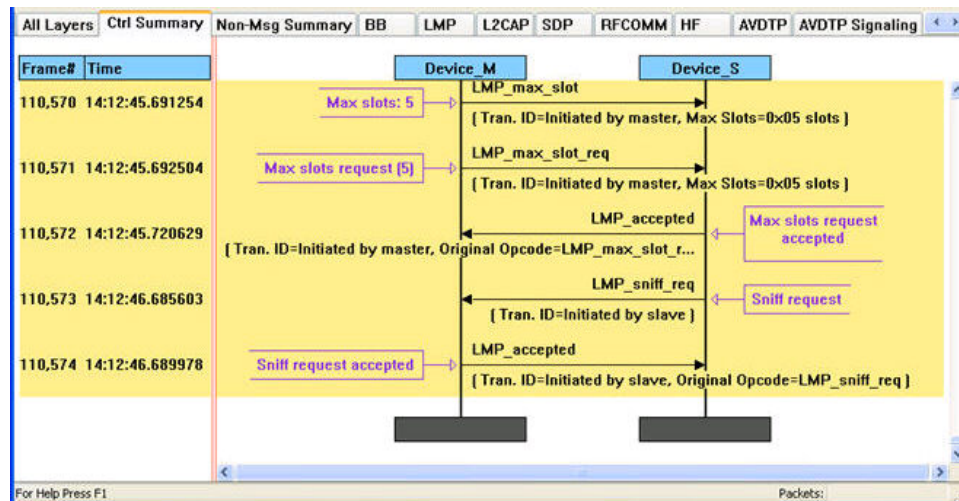 All Layers Ctrl Summary Non-Msg Summary BB LMP L2CAP SDP RFCOMM HF AVDTP AVDTP Signaling
Frame# Time Device_M Device_S
LMP_max_slot
110,570 14:12:45.691254 Max slots: 5
( Tran. ID=Initiated by master, Max Slots=0x05 slots )
LMP_max_slot_req
110,571 14:12:45.692504 Max slots request (5)
( Tran. ID=Initiated by master, Max Slots=0x05 slots )
LMP_accepted Max slots request
110,572 14:12:45.720629 accepted
( Tran. ID=Initiated by master, Original Opcode=LMP_max_slot_r...
LMP_sniff_req
110,573 14:12:46.685603 Sniff request
( Tran. ID=Initiated by slave )
LMP_accepted
110,574 14:12:46.689978 Sniff request accepted
( Tran. ID=Initiated by slave, Original Opcode=LMP_sniff_req )
For Help Press F1 Packets: